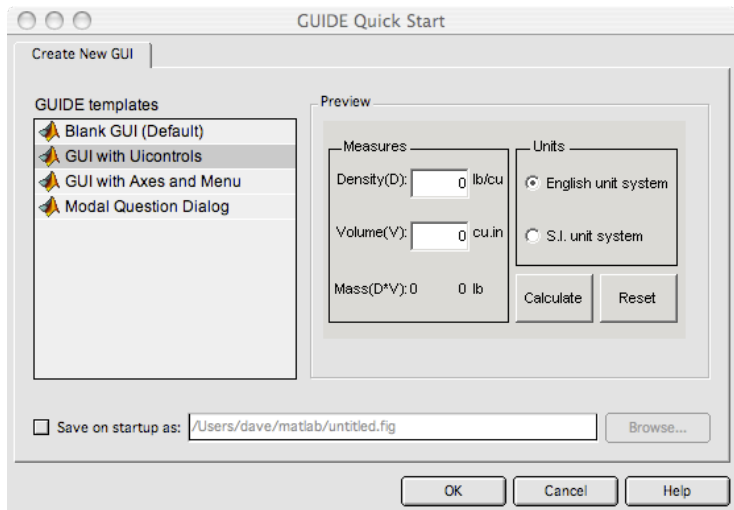 GUIDE Quick Start
Create New GUI
GUIDE templates
Blank GUI (Default)
GUI with Uicontrols
GUI with Axes and Menu
Modal Question Dialog
Preview
Measures
Density(D): 0 lb/cu
Volume(V): 0 cu.in
Mass(D*V): 0 0 lb
Units
English unit system
S.I. unit system
Calculate Reset
Save on startup as: /Users/dave/matlab/untitled.fig Browse...
OK Cancel Help